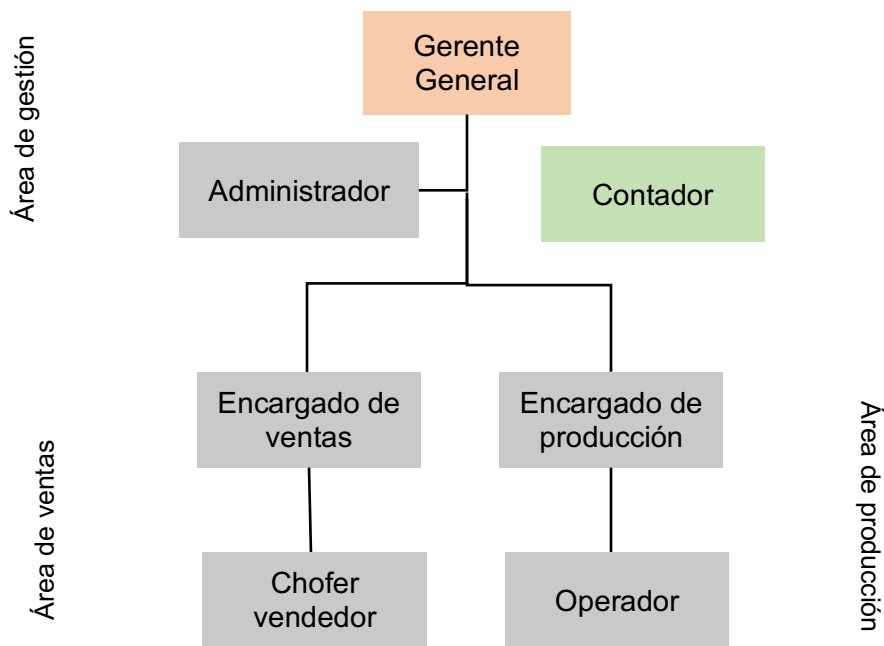 Área de gestión
Gerente
General
Administrador
Contador
Encargado de
ventas
Encargado de
producción
Área de ventas
Área de producción
Chofer
vendedor
Operador